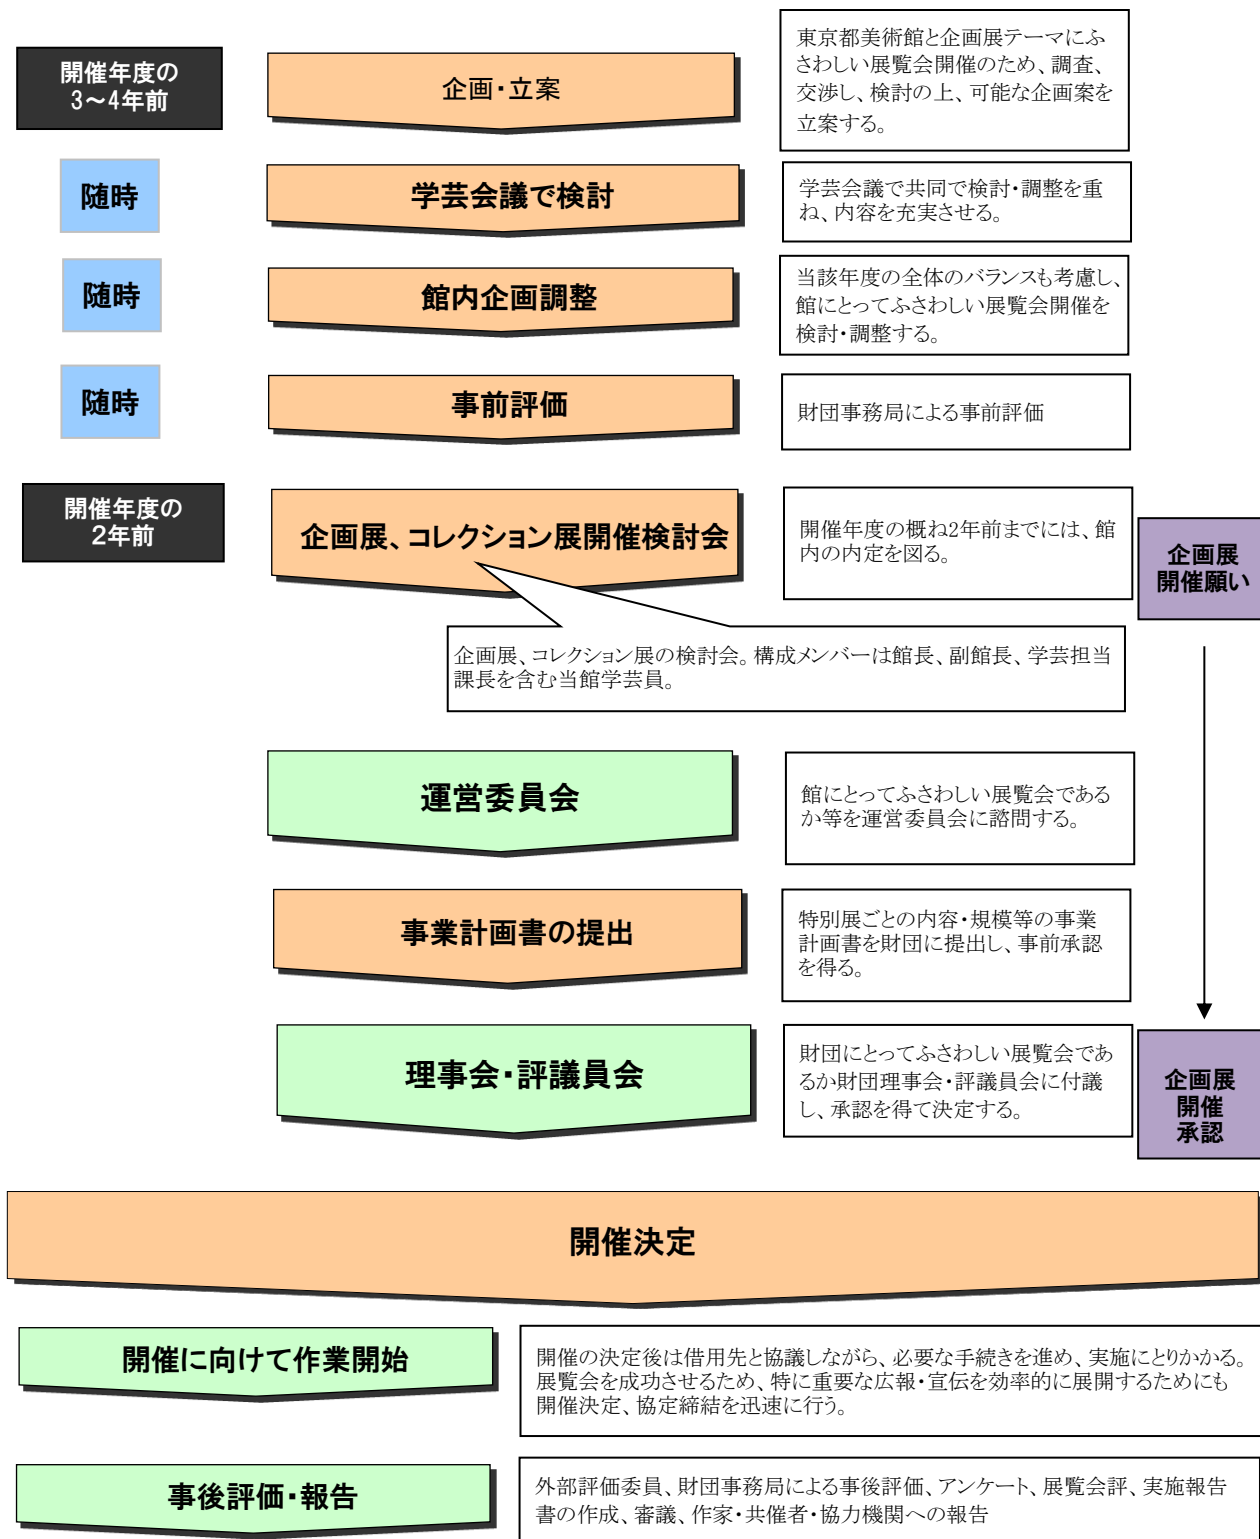 開催年度の
3～4年前
企画・立案
東京都美術館と企画展テーマにふ
さわしい展覧会開催のため、調査、
交渉し、検討の上、可能な企画案を
立案する。
随時
学芸会議で検討
学芸会議で共同で検討・調整を重
ね、内容を充実させる。
随時
館内企画調整
当該年度の全体のバランスも考慮し、
館にとってふさわしい展覧会開催を
検討・調整する。
随時
事前評価
財団事務局による事前評価
開催年度の
2年前
企画展、コレクション展開催検討会
開催年度の概ね2年前までには、館
内の内定を図る。
企画展
開催願い
企画展、コレクション展の検討会。構成メンバーは館長、副館長、学芸担当
課長を含む当館学芸員。
運営委員会
館にとってふさわしい展覧会である
か等を運営委員会に諮問する。
事業計画書の提出
特別展ごとの内容・規模等の事業
計画書を財団に提出し、事前承認
を得る。
理事会・評議員会
財団にとってふさわしい展覧会であ
るか財団理事会・評議員会に付議
し、承認を得て決定する。
企画展
開催
承認
開催決定
開催に向けて作業開始
開催の決定後は借用先と協議しながら、必要な手続きを進め、実施にとりかかる。
展覧会を成功させるため、特に重要な広報・宣伝を効率的に展開するためにも
開催決定、協定締結を迅速に行う。
事後評価・報告
外部評価委員、財団事務局による事後評価、アンケート、展覧会評、実施報告
書の作成、審議、作家・共催者・協力機関への報告